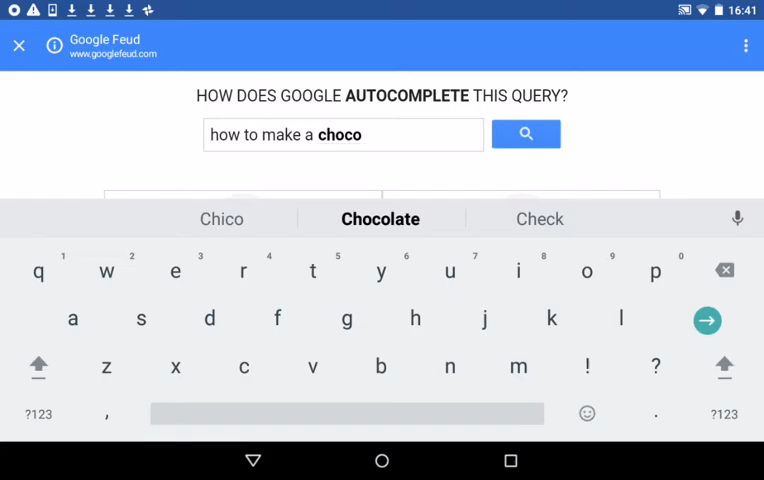 16:41
Google Feud
www.googlefeud.com
HOW DOES GOOGLE AUTOCOMPLETE THIS QUERY?
how to make a choco
Chico Chocolate Check
1 2 3 4 5 6 7 8 9 0
q w e r t y u i o p
a s d f g h j k l
z x c v b n m ! ?
?123 , . ?123